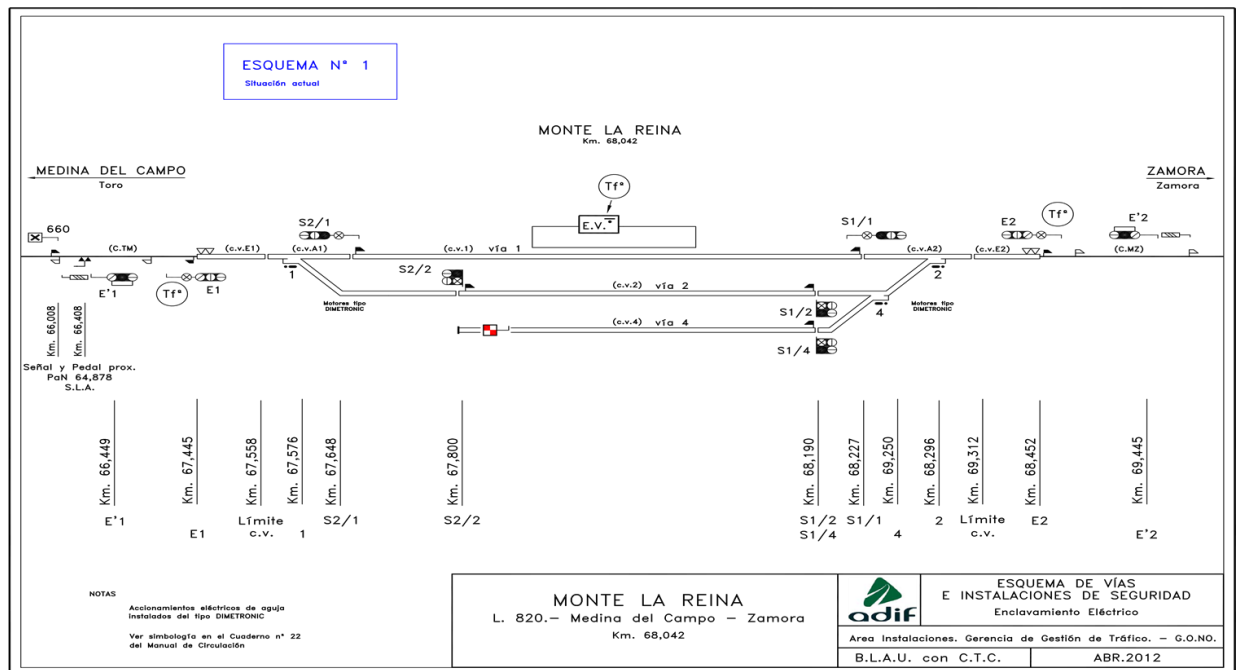 ESQUEMA N° 1
Situación actual
MONTE LA REINA
Km. 68,042
MEDINA DEL CAMPO
Toro
ZAMORA
Zamora
Tfº
660
S2/1
E.V.
S1/1
E2
Tfº
E'2
(C.TM)
(c.v.E1)
(c.v.A1)
(c.v.1) vía 1
(c.v.A2)
(c.v.E2)
(C.MZ)
E'1
Tfº
E1
1
S2/2
2
(c.v.2) vía 2
Motores tipo
DIMETRONIC
Motores tipo
DIMETRONIC
S1/2
4
(c.v.4) vía 4
S1/4
Km. 66,008
Km. 66,408
Señal y Pedal prox.
PaN 64,878
S.L.A.
Km. 66,449
Km. 67,445
Km. 67,558
Km. 67,576
Km. 67,648
Km. 67,800
Km. 68,190
Km. 68,227
Km. 69,250
Km. 68,296
Km. 69,312
Km. 68,452
Km. 69,445
E'1
E1
Límite
c.v.
1
S2/1
S2/2
S1/2
S1/4
S1/1
4
2
Límite
c.v.
E2
E'2
NOTAS
Accionamientos eléctricos de aguja
instalados del tipo DIMETRONIC
Ver simbología en el Cuaderno n° 22
del Manual de Circulación
MONTE LA REINA
L. 820.- Medina del Campo - Zamora
Km. 68,042
adif
ESQUEMA DE VÍAS
E INSTALACIONES DE SEGURIDAD
Enclavamiento Eléctrico
Area Instalaciones. Gerencia de Gestión de Tráfico. - G.O.NO.
B.L.A.U. con C.T.C.
ABR.2012